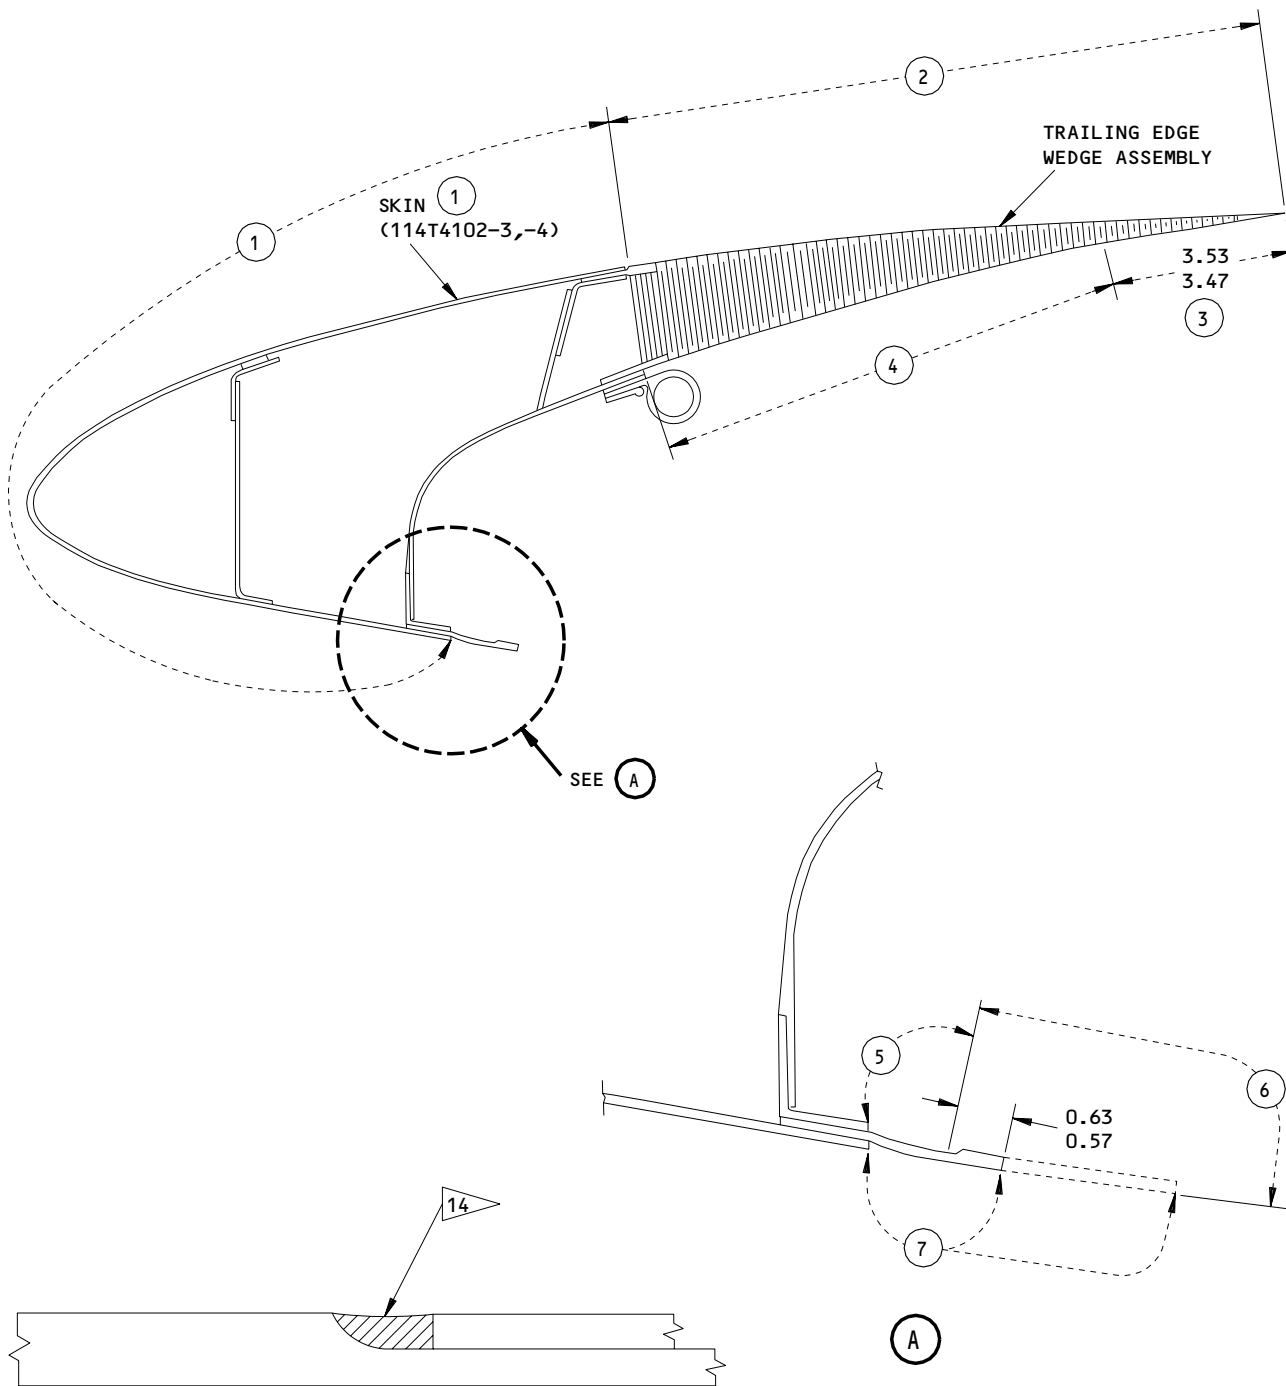 2
TRAILING EDGE
WEDGE ASSEMBLY
1
SKIN 1
(114T4102-3,-4)
3.53
3.47
3
4
SEE A
5
6
0.63
0.57
7
14
A